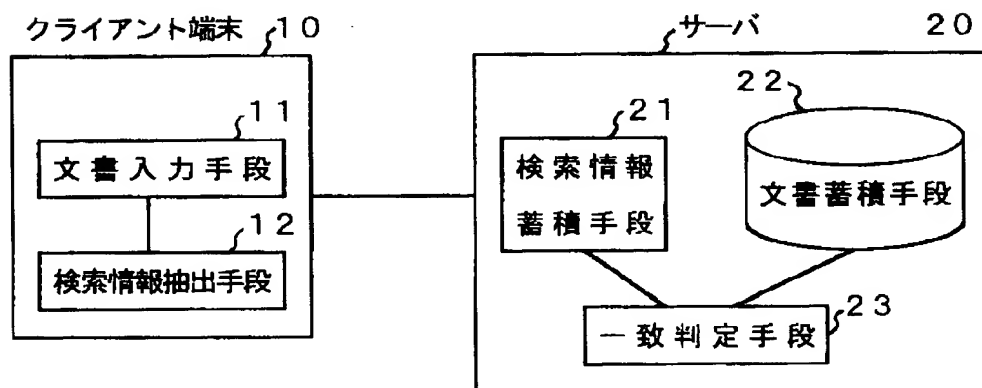 クライアント端末 10
11
文書入力手段
12
検索情報抽出手段
サーバ 20
21
検索情報
蓄積手段
22
文書蓄積手段
23
一致判定手段